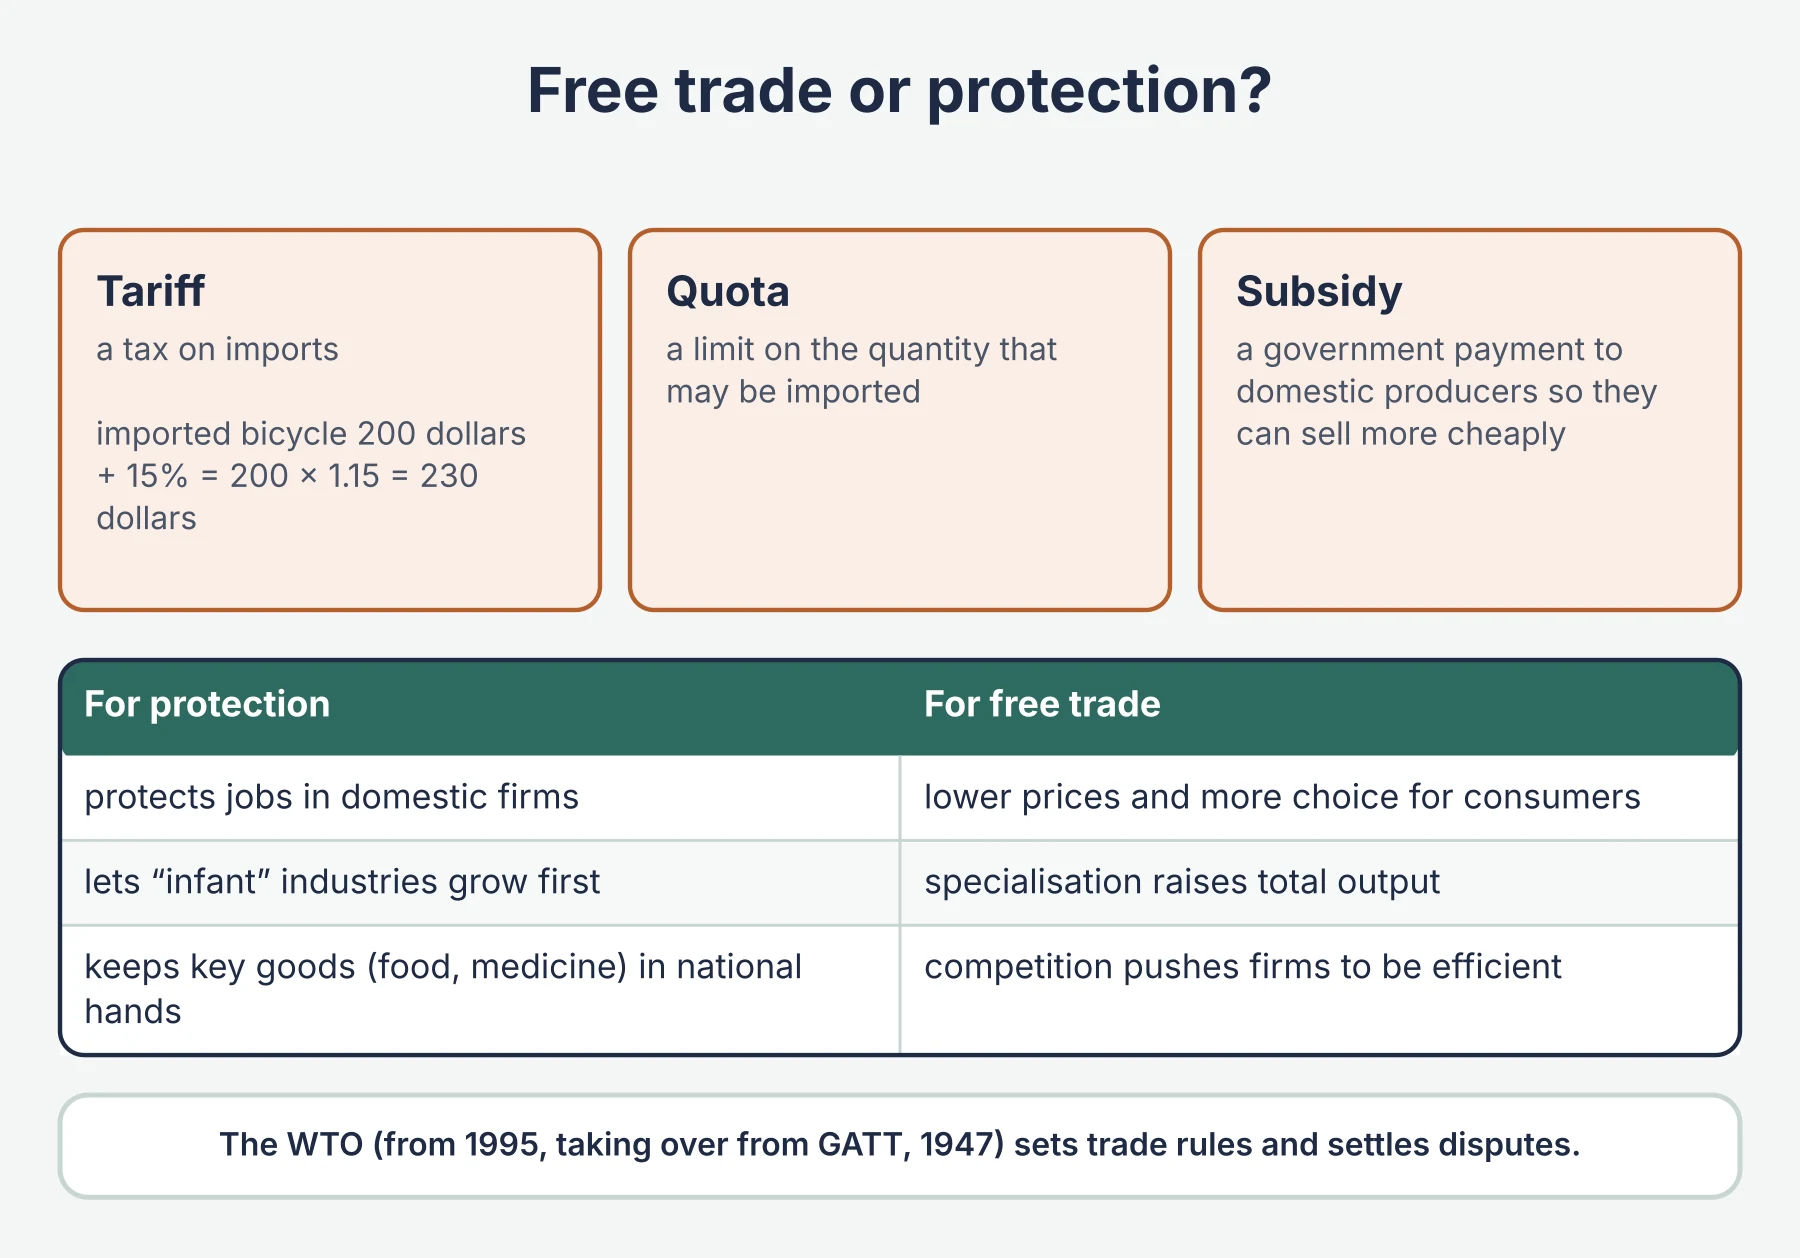 Free trade or protection?
Tariff
a tax on imports
imported bicycle 200 dollars
+ 15% = 200 × 1.15 = 230
dollars
Quota
a limit on the quantity that
may be imported
Subsidy
a government payment to
domestic producers so they
can sell more cheaply
For protection
For free trade
protects jobs in domestic firms
lower prices and more choice for consumers
lets “infant” industries grow first
specialisation raises total output
keeps key goods (food, medicine) in national
hands
competition pushes firms to be efficient
The WTO (from 1995, taking over from GATT, 1947) sets trade rules and settles disputes.